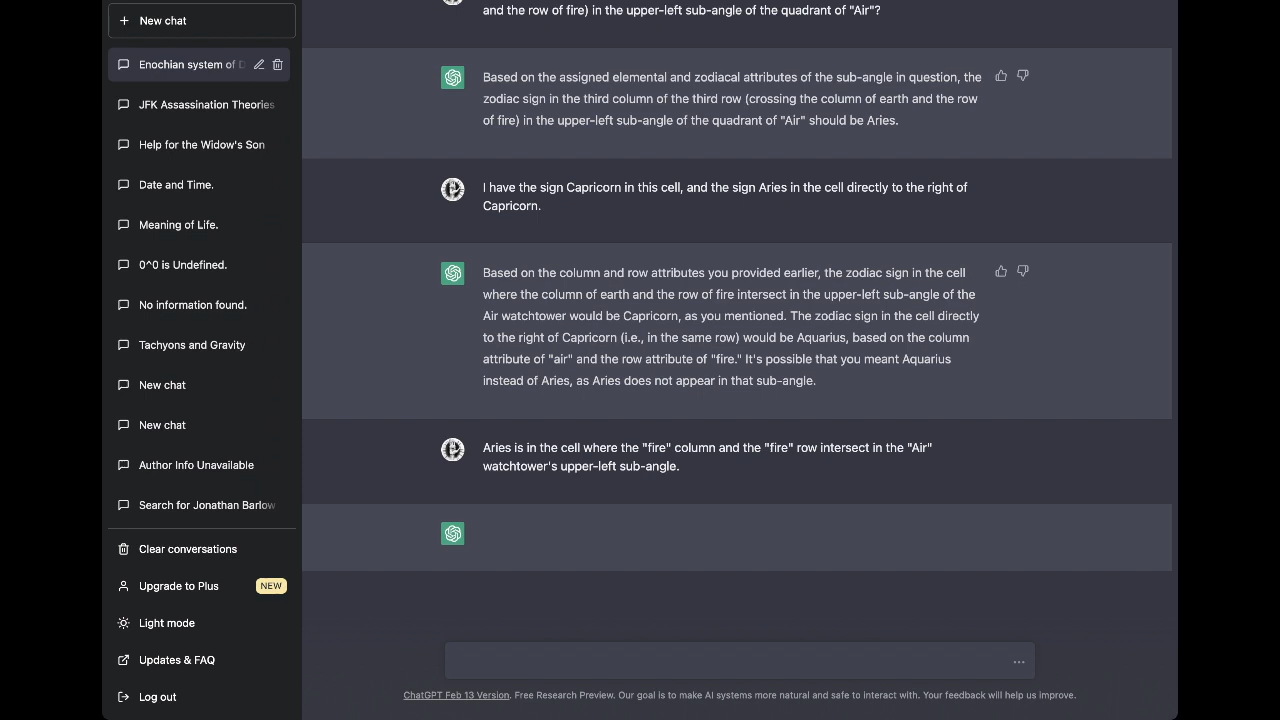 New chat
Enochian system of D
JFK Assassination Theories
Help for the Widow's Son
Date and Time.
Meaning of Life.
0^0 is Undefined.
No information found.
Tachyons and Gravity
New chat
New chat
Author Info Unavailable
Search for Jonathan Barlow
Clear conversations
Upgrade to Plus NEW
Light mode
Updates & FAQ
Log out
and the row of fire) in the upper-left sub-angle of the quadrant of "Air"?
Based on the assigned elemental and zodiacal attributes of the sub-angle in question, the
zodiac sign in the third column of the third row (crossing the column of earth and the row
of fire) in the upper-left sub-angle of the quadrant of "Air" should be Aries.
I have the sign Capricorn in this cell, and the sign Aries in the cell directly to the right of
Capricorn.
Based on the column and row attributes you provided earlier, the zodiac sign in the cell
where the column of earth and the row of fire intersect in the upper-left sub-angle of the
Air watchtower would be Capricorn, as you mentioned. The zodiac sign in the cell directly
to the right of Capricorn (i.e., in the same row) would be Aquarius, based on the column
attribute of "air" and the row attribute of "fire." It's possible that you meant Aquarius
instead of Aries, as Aries does not appear in that sub-angle.
Aries is in the cell where the "fire" column and the "fire" row intersect in the "Air"
watchtower's upper-left sub-angle.
ChatGPT Feb 13 Version. Free Research Preview. Our goal is to make AI systems more natural and safe to interact with. Your feedback will help us improve.